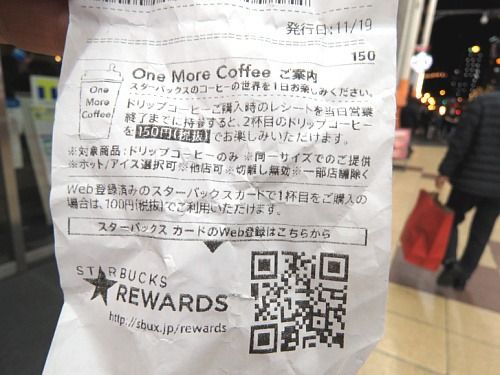 発行日:11/19
150
One More Coffee ご案内
スターバックスのコーヒーの世界を1日お楽しみください。
One
More
Coffee
ドリップコーヒーご購入時のレシートを当日営業
終了までに持参すると、2杯目のドリップコーヒー
を150円(税抜)でお楽しみいただけます。
※対象商品:ドリップコーヒーのみ ※同一サイズでのご提供
※ホット/アイス選択可 ※他店可 ※切離し無効 ※一部店舗除く
Web登録済みのスターバックス カードで1杯目をご購入の
場合は、100円(税抜)でご利用いただけます。
スターバックス カードのWeb登録はこちらから
STARBUCKS
REWARDS
http://sbux.jp/rewards